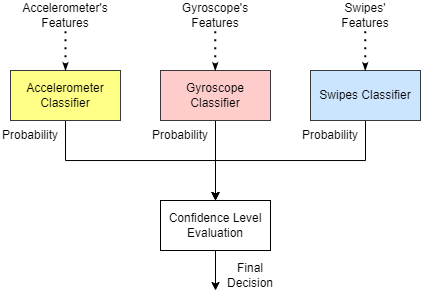 Accelerometer's
Features
Gyroscope's
Features
Swipes'
Features
Accelerometer
Classifier
Gyroscope
Classifier
Swipes Classifier
Probability
Probability
Probability
Confidence Level
Evaluation
Final
Decision